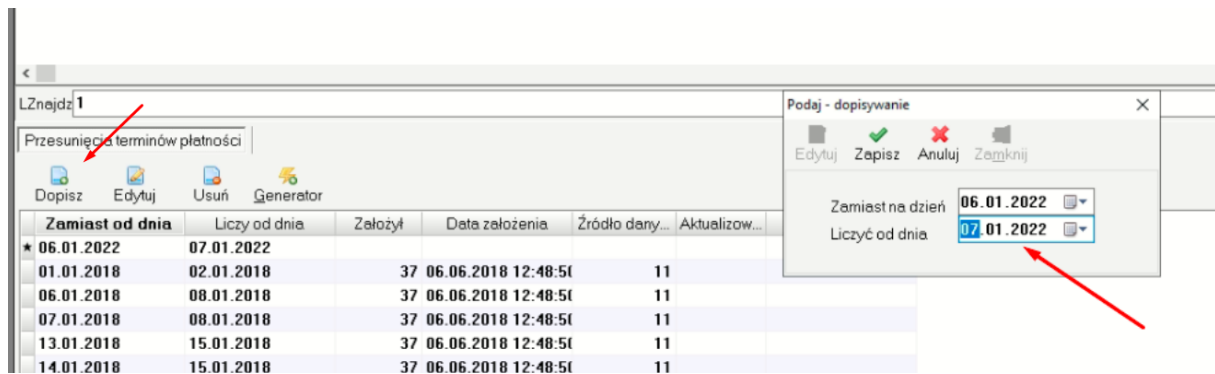 LZnajdz 1
Przesunięcia terminów płatności
Dopisz Edytuj Usuń Generator
Zamiast od dnia Liczy od dnia Założył Data założenia Źródło dany... Aktualizow...
06.01.2022 07.01.2022
01.01.2018 02.01.2018 37 06.06.2018 12:48:5( 11
06.01.2018 08.01.2018 37 06.06.2018 12:48:5( 11
07.01.2018 08.01.2018 37 06.06.2018 12:48:5( 11
13.01.2018 15.01.2018 37 06.06.2018 12:48:5( 11
14.01.2018 15.01.2018 37 06.06.2018 12:48:5( 11
Podaj - dopisywanie
Edytuj Zapisz Anuluj Zamknij
Zamiast na dzień 06.01.2022
Liczyć od dnia 07.01.2022